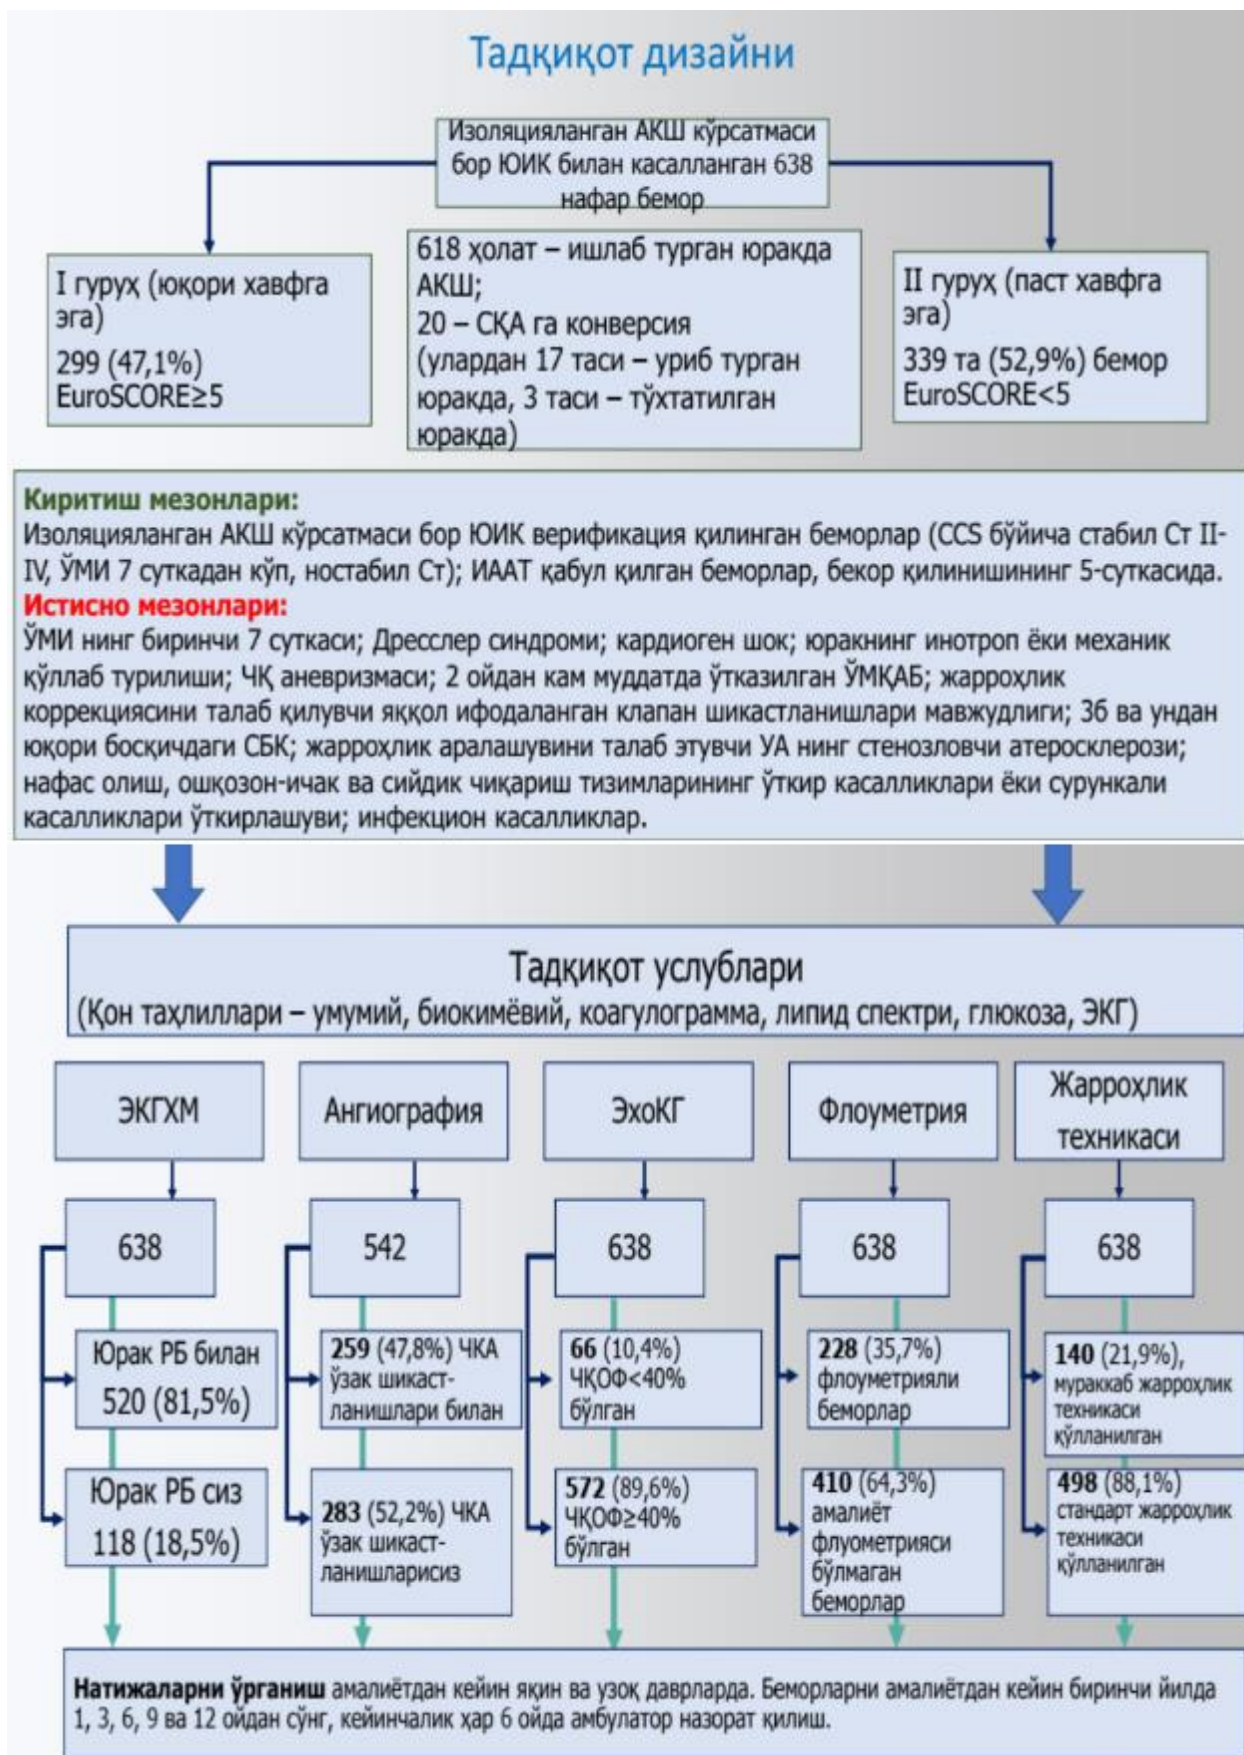 Тадқиқот дизайни
Изоляцияланган АКШ кўрсатмаси
бор ЮИК билан касалланган 638
нафар бемор
I гуруҳ (юқори хавфга
эга)
299 (47,1%)
EuroSCORE≥5
618 ҳолат – ишлаб турган юракда
АКШ;
20 – СҚА га конверсия
(улардан 17 таси – уриб турган
юракда, 3 таси – тўхтатилган
юракда)
II гуруҳ (паст хавфга
эга)
339 та (52,9%) бемор
EuroSCORE<5
Киритиш мезонлари:
Изоляцияланган АКШ кўрсатмаси бор ЮИК верификация қилинган беморлар (CCS бўйича стабил Ст II-
IV, ЎМИ 7 суткадан кўп, ностабил Ст); ИААТ қабул қилган беморлар, бекор қилинишининг 5-суткасида.
Истисно мезонлари:
ЎМИ нинг биринчи 7 суткаси; Дресслер синдроми; кардиоген шок; юракнинг инотроп ёки механик
қўллаб турилиши; ЧҚ аневризмаси; 2 ойдан кам муддатда ўтказилган ЎМҚАБ; жарроҳлик
коррекциясини талаб қилувчи яққол ифодаланган клапан шикастланишлари мавжудлиги; 3б ва ундан
юқори босқичдаги СБК; жарроҳлик аралашувини талаб этувчи УА нинг стенозловчи атеросклерози;
нафас олиш, ошқозон-ичак ва сийдик чиқариш тизимларининг ўткир касалликлари ёки сурункали
касалликлари ўткирлашуви; инфекцион касалликлар.
Тадқиқот услублари
(Қон таҳлиллари – умумий, биокимёвий, коагулограмма, липид спектри, глюкоза, ЭКГ)
ЭКГХМ
638
Юрак РБ билан
520 (81,5%)
Юрак РБ сиз
118 (18,5%)
Ангиография
542
259 (47,8%) ЧКА
ўзак шикаст-
ланишлари билан
283 (52,2%) ЧКА
ўзак шикаст-
ланишларисиз
ЭхоКГ
638
66 (10,4%)
ЧҚОФ<40%
бўлган
572 (89,6%)
ЧҚОФ≥40%
бўлган
Флоуметрия
638
228 (35,7%)
флоуметрияли
беморлар
410 (64,3%)
амалиёт
флуометрияси
бўлмаган
беморлар
Жарроҳлик
техникаси
638
140 (21,9%),
мураккаб жарроҳлик
техникаси
қўлланилган
498 (88,1%)
стандарт жарроҳлик
техникаси
қўлланилган
Натижаларни ўрганиш амалиётдан кейин яқин ва узоқ даврларда. Беморларни амалиётдан кейин биринчи йилда
1, 3, 6, 9 ва 12 ойдан сўнг, кейинчалик ҳар 6 ойда амбулатор назорат қилиш.